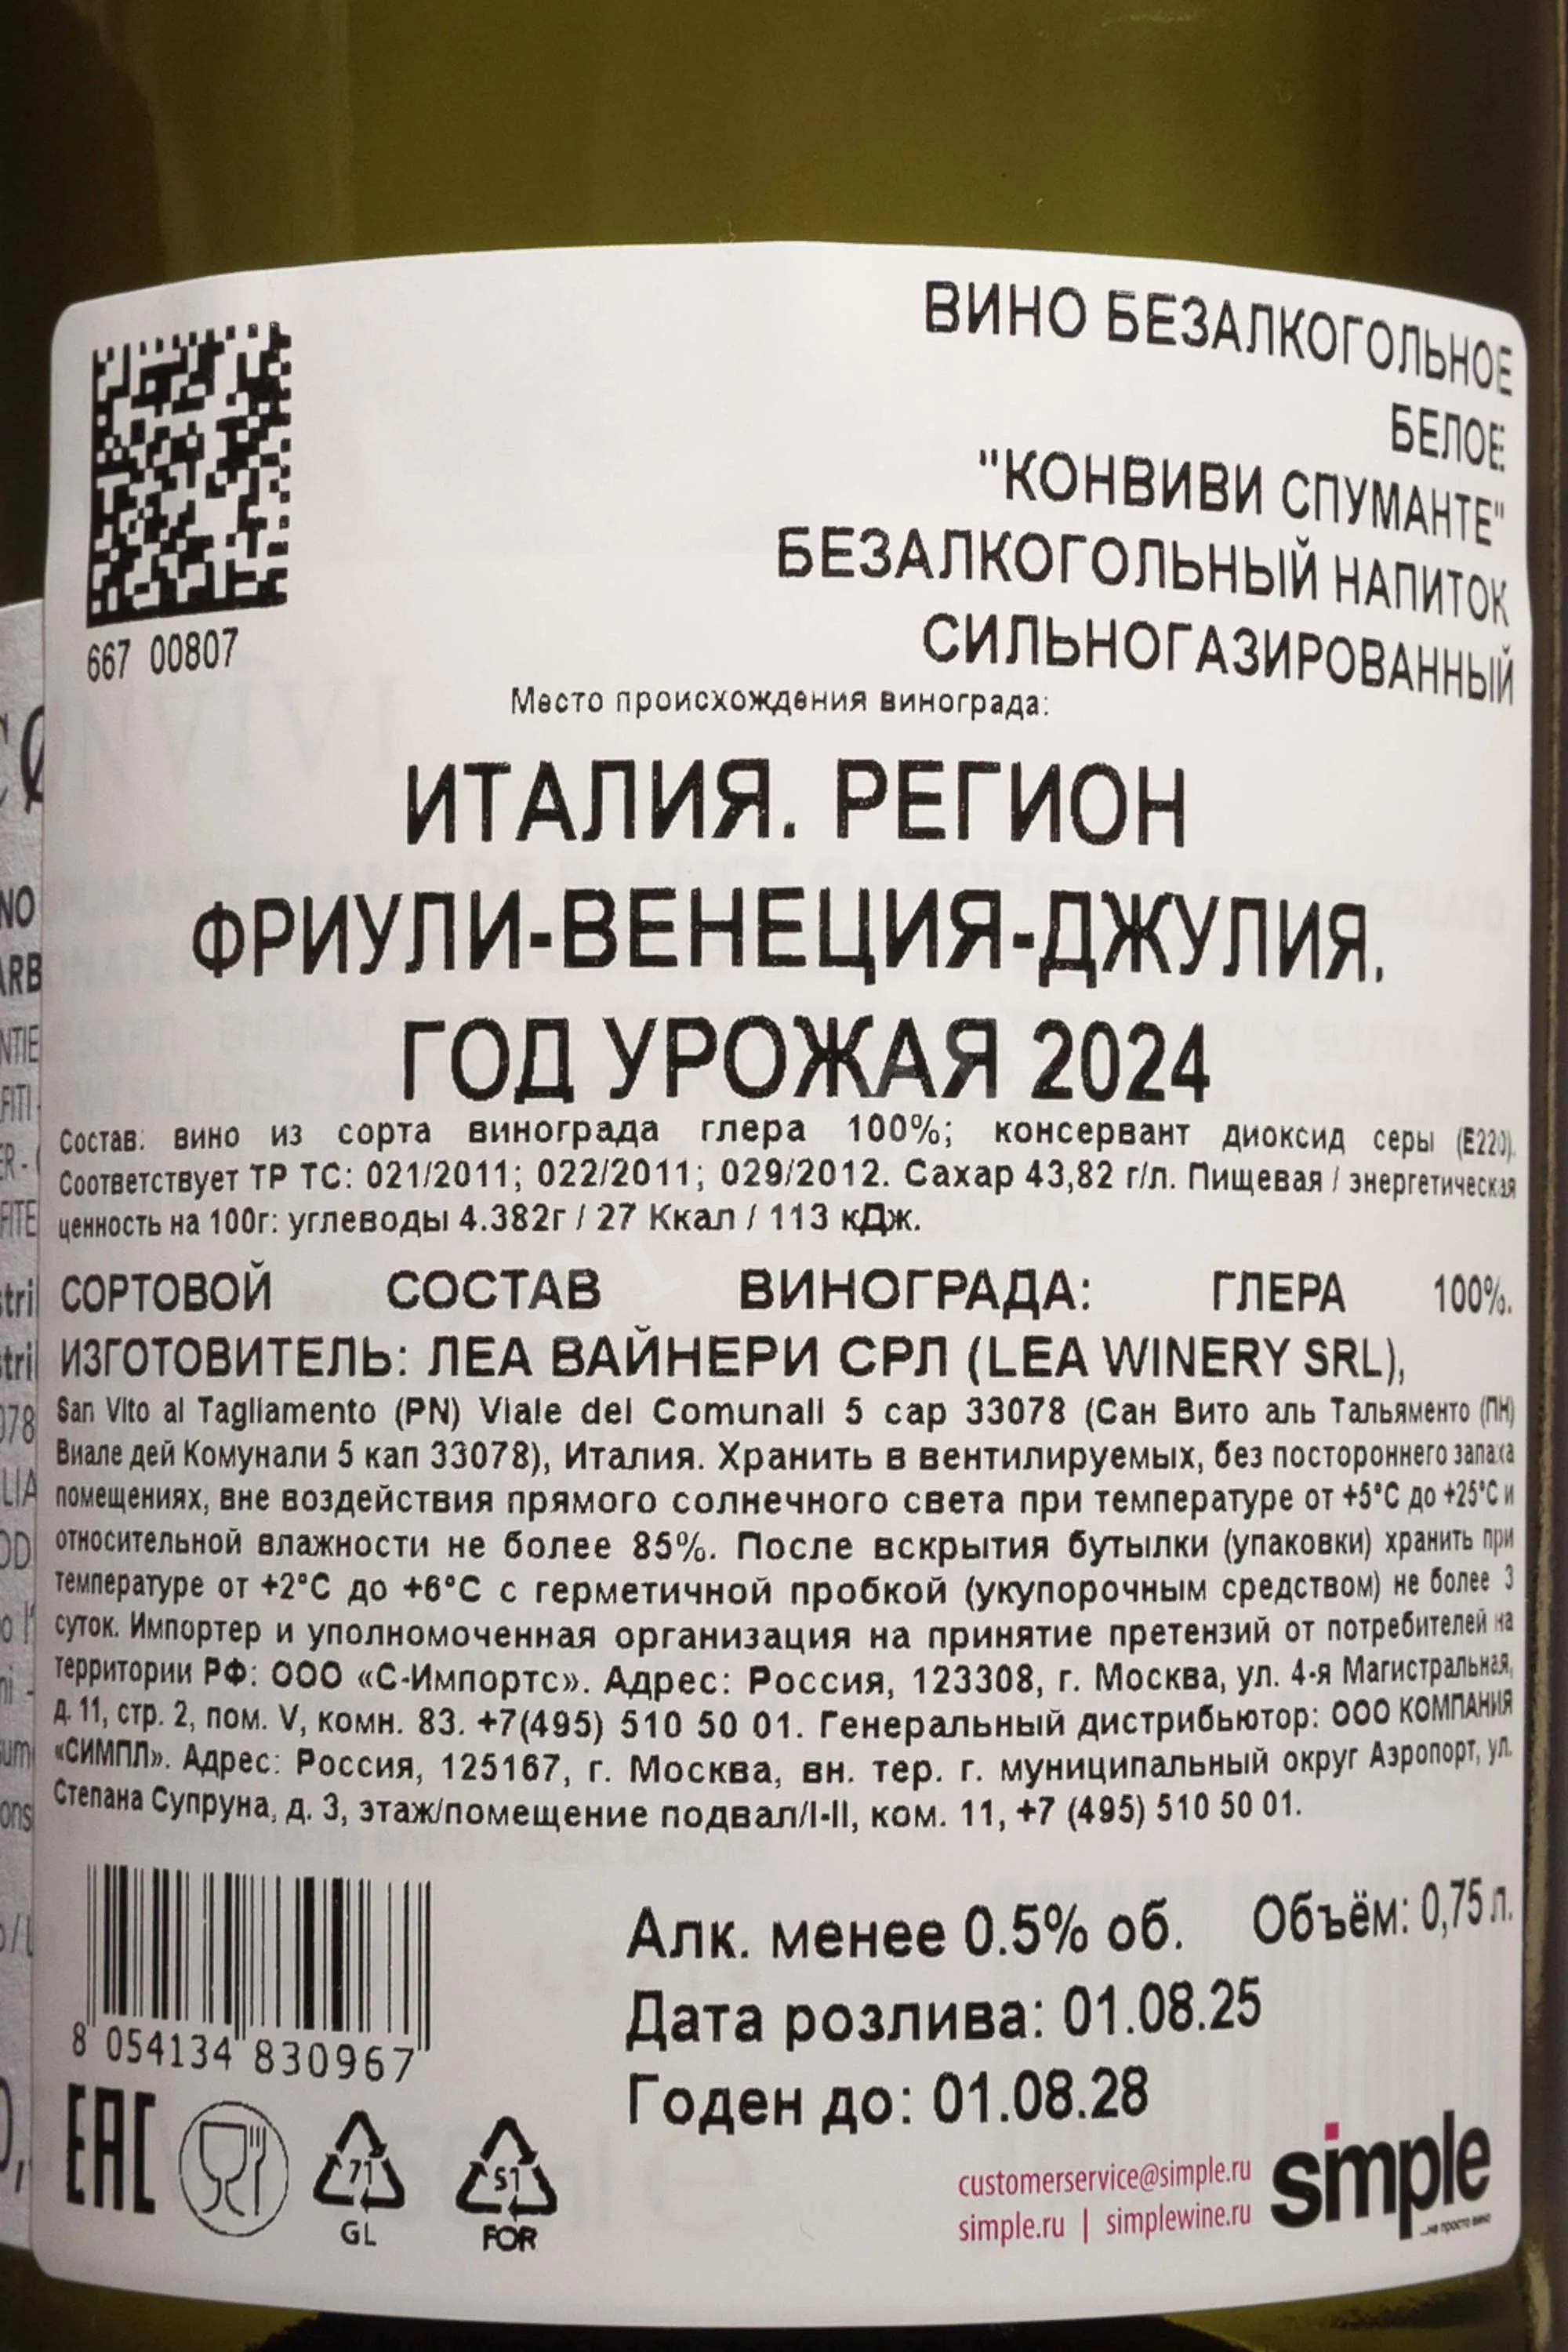 ВИНО БЕЗАЛКОГОЛЬНОЕ
БЕЛОЕ
"КОНВИВИ СПУМАНТЕ"
БЕЗАЛКОГОЛЬНЫЙ НАПИТОК
СИЛЬНОГАЗИРОВАННЫЙ
667 00807
Место происхождения винограда:
ИТАЛИЯ. РЕГИОН
ФРИУЛИ-ВЕНЕЦИЯ-ДЖУЛИЯ.
ГОД УРОЖАЯ 2024
Состав: вино из сорта винограда глера 100%; консервант диоксид серы (E220).
Соответствует ТР ТС: 021/2011; 022/2011; 029/2012. Сахар 43,82 г/л. Пищевая / энергетическая
ценность на 100г: углеводы 4.382г / 27 Ккал / 113 кДж.
СОРТОВОЙ СОСТАВ ВИНОГРАДА: ГЛЕРА 100%.
ИЗГОТОВИТЕЛЬ: ЛЕА ВАЙНЕРИ СРЛ (LEA WINERY SRL),
San Vito al Tagliamento (PN) Viale dei Comunali 5 cap 33078 (Сан Вито аль Тальяменто (ПН)
Виале дей Комунали 5 кап 33078), Италия. Хранить в вентилируемых, без постороннего запаха
помещениях, вне воздействия прямого солнечного света при температуре от +5°С до +25°С и
относительной влажности не более 85%. После вскрытия бутылки (упаковки) хранить при
температуре от +2°С до +6°С с герметичной пробкой (укупорочным средством) не более 3
суток. Импортер и уполномоченная организация на принятие претензий от потребителей на
территории РФ: ООО «С-Импортс». Адрес: Россия, 123308, г. Москва, ул. 4-я Магистральная,
д. 11, стр. 2, пом. V, комн. 83. +7(495) 510 50 01. Генеральный дистрибьютор: ООО КОМПАНИЯ
«СИМПЛ». Адрес: Россия, 125167, г. Москва, вн. тер. г. муниципальный округ Аэропорт, ул.
Степана Супруна, д. 3, этаж/помещение подвал/I-II, ком. 11, +7 (495) 510 50 01.
Алк. менее 0.5% об. Объём: 0,75 л.
Дата розлива: 01.08.25
Годен до: 01.08.28
8 054134 830967
EAC
71
GL
51
FOR
customerservice@simple.ru
simple.ru | simplewine.ru
simple
...не просто вино